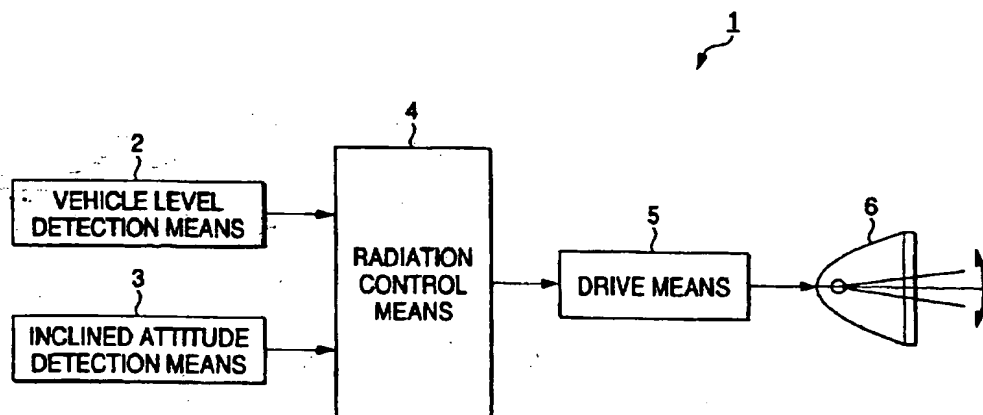 1
2
VEHICLE LEVEL
DETECTION MEANS
3
INCLINED ATTITUDE
DETECTION MEANS
4
RADIATION
CONTROL
MEANS
5
DRIVE MEANS
6